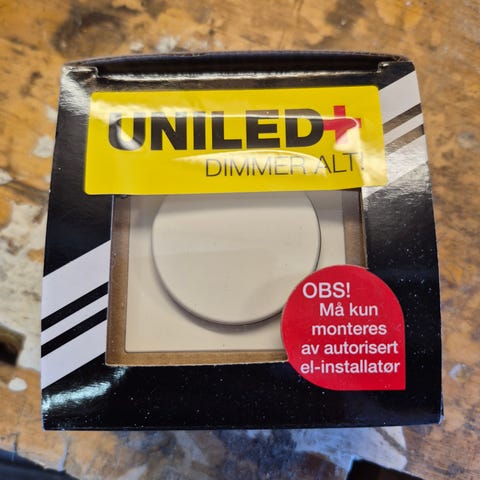 UNILED+
DIMMER ALT!
OBS!
Må kun
monteres
av autorisert
el-installatør